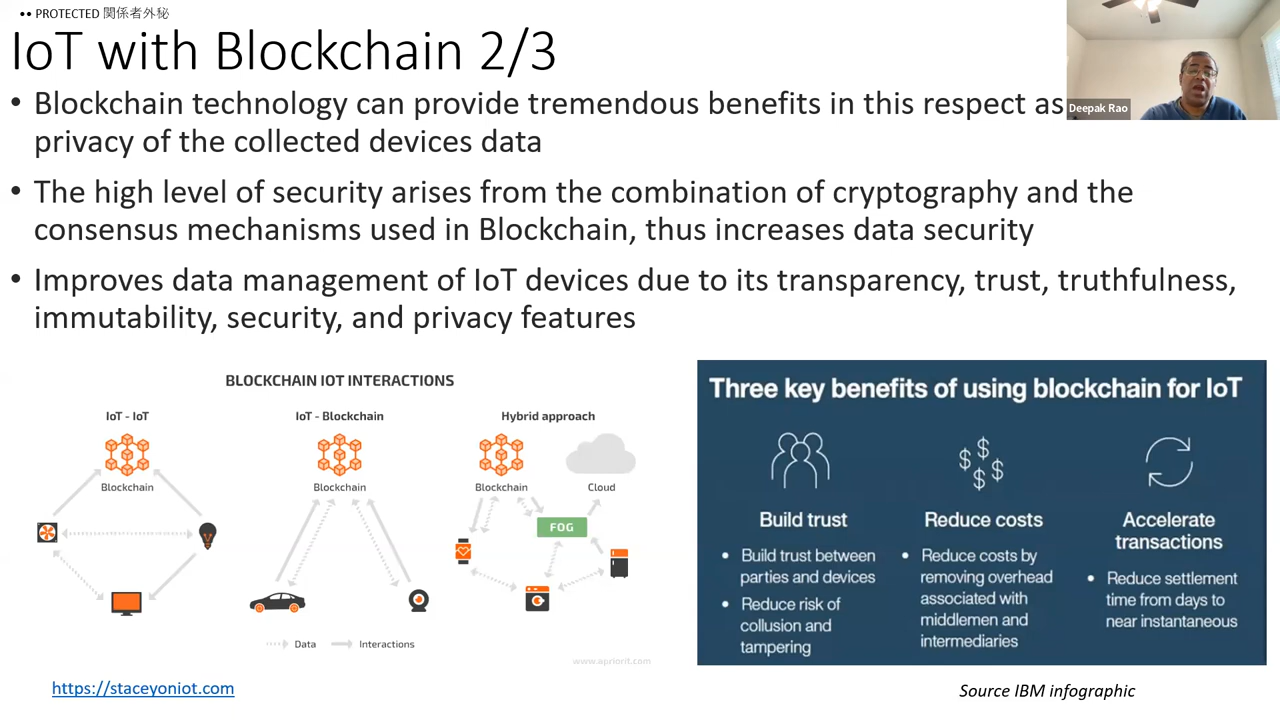 •• PROTECTED 関係者外秘
IoT with Blockchain 2/3
• Blockchain technology can provide tremendous benefits in this respect as
privacy of the collected devices data
• The high level of security arises from the combination of cryptography and the
consensus mechanisms used in Blockchain, thus increases data security
• Improves data management of IoT devices due to its transparency, trust, truthfulness,
immutability, security, and privacy features
Deepak Rao
BLOCKCHAIN IOT INTERACTIONS
IoT - IoT
Blockchain
IoT - Blockchain
Blockchain
Hybrid approach
Blockchain
Cloud
FOG
Data
Interactions
www.apriorit.com
https://staceyoniot.com
Three key benefits of using blockchain for IoT
$ $ $ $
Build trust
• Build trust between
parties and devices
• Reduce risk of
collusion and
tampering
Reduce costs
• Reduce costs by
removing overhead
associated with
middlemen and
intermediaries
Accelerate
transactions
• Reduce settlement
time from days to
near instantaneous
Source IBM infographic